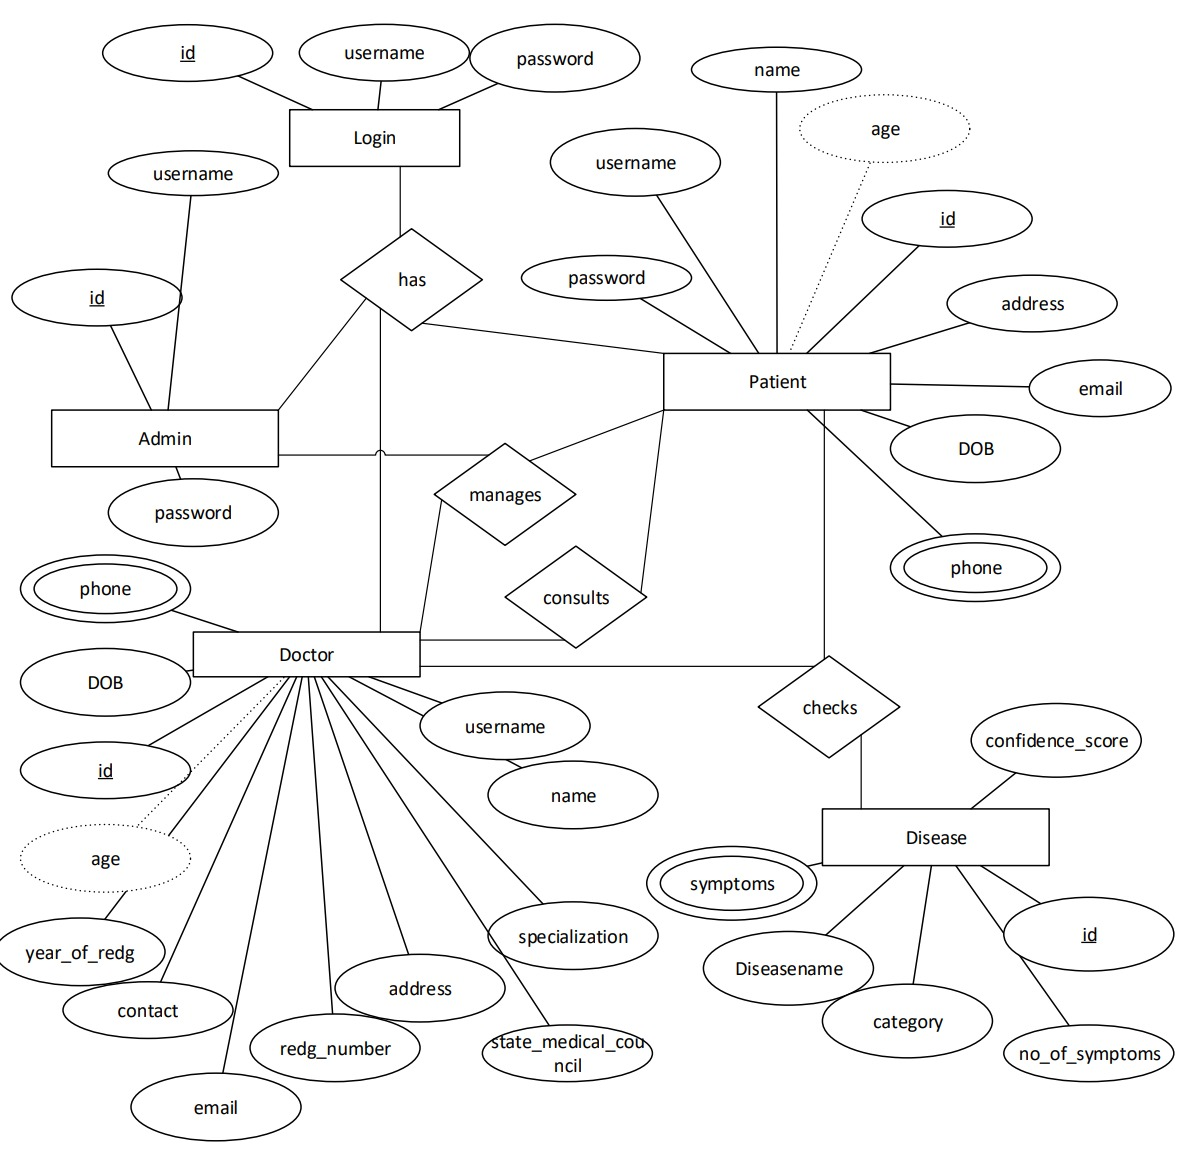 id
username
password
name
Login
age
username
username
id
has
password
id
address
Patient
email
Admin
DOB
manages
password
phone
phone
consults
Doctor
DOB
checks
username
confidence_score
id
name
Disease
age
symptoms
id
specialization
year_of_redg
Diseasename
address
contact
category
state_medical_cou
ncil
redg_number
no_of_symptoms
email